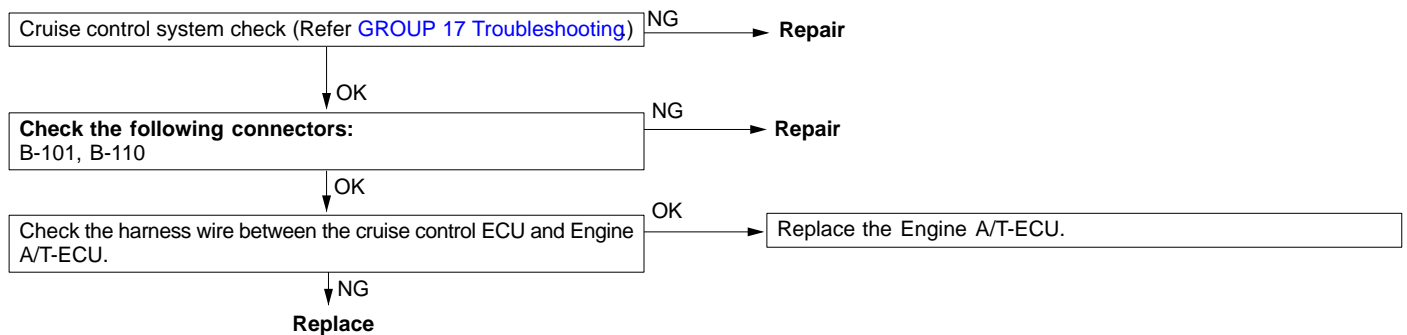 Cruise control system check (Refer GROUP 17 Troubleshooting.)
NG
Repair
OK
Check the following connectors:
B-101, B-110
NG
Repair
OK
Check the harness wire between the cruise control ECU and Engine
A/T-ECU.
OK
Replace the Engine A/T-ECU.
NG
Replace